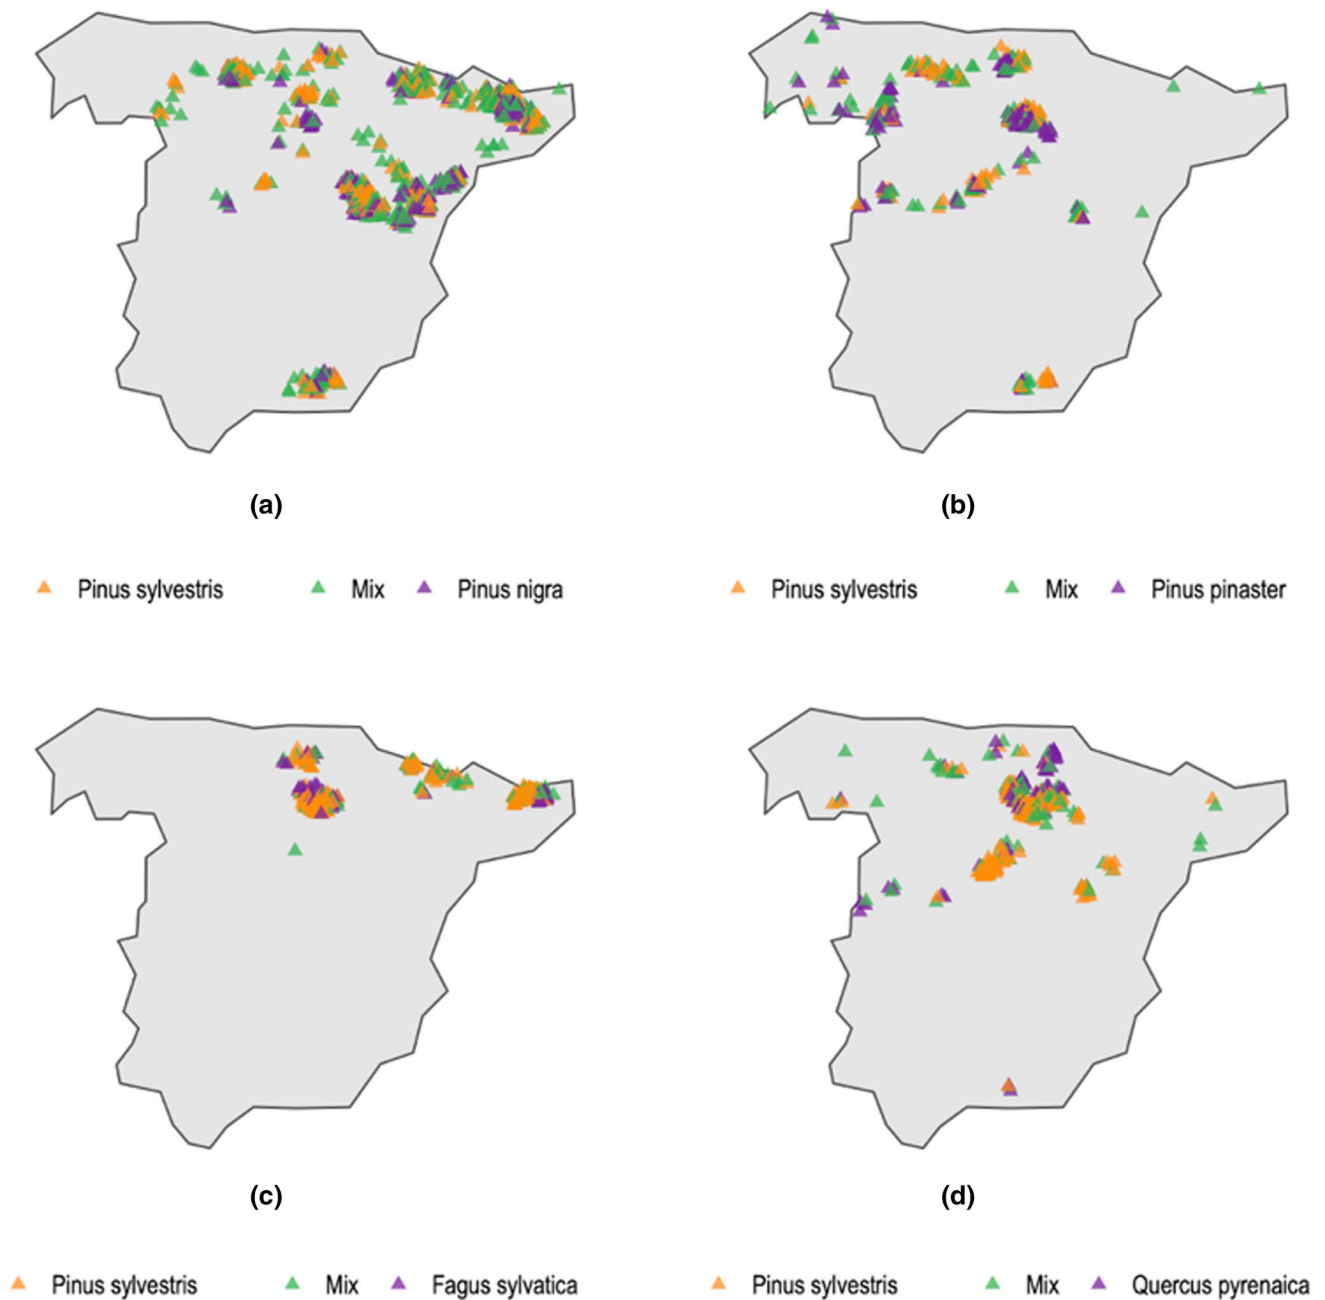 (a)
(b)
Pinus sylvestris Mix Pinus nigra
Pinus sylvestris Mix Pinus pinaster
(c)
(d)
Pinus sylvestris Mix Fagus sylvatica
Pinus sylvestris Mix Quercus pyrenaica